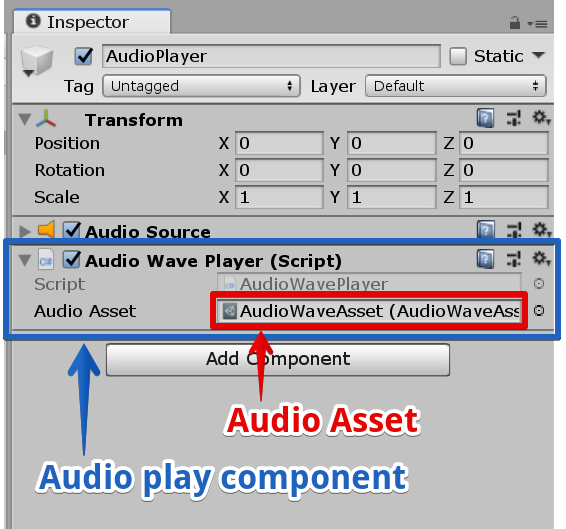 Inspector
AudioPlayer Static
Tag Untagged Layer Default
Transform
Position X 0 Y 0 Z 0
Rotation X 0 Y 0 Z 0
Scale X 1 Y 1 Z 1
Audio Source
C# Audio Wave Player (Script)
Script AudioWavePlayer
Audio Asset AudioWaveAsset (AudioWaveAss
Add Component
Audio Asset
Audio play component